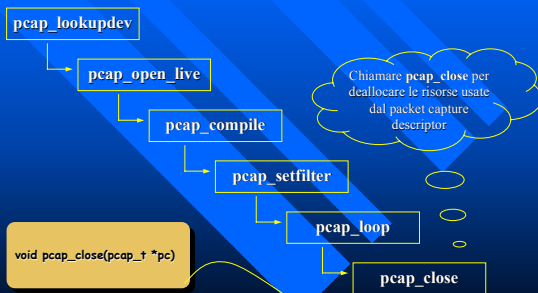 pcap_lookupdev
pcap_open_live
Chiamare pcap_close per
deallocare le risorse usate
dal packet capture
descriptor
pcap_compile
pcap_setfilter
pcap_loop
void pcap_close(pcap_t *pc)
pcap_close